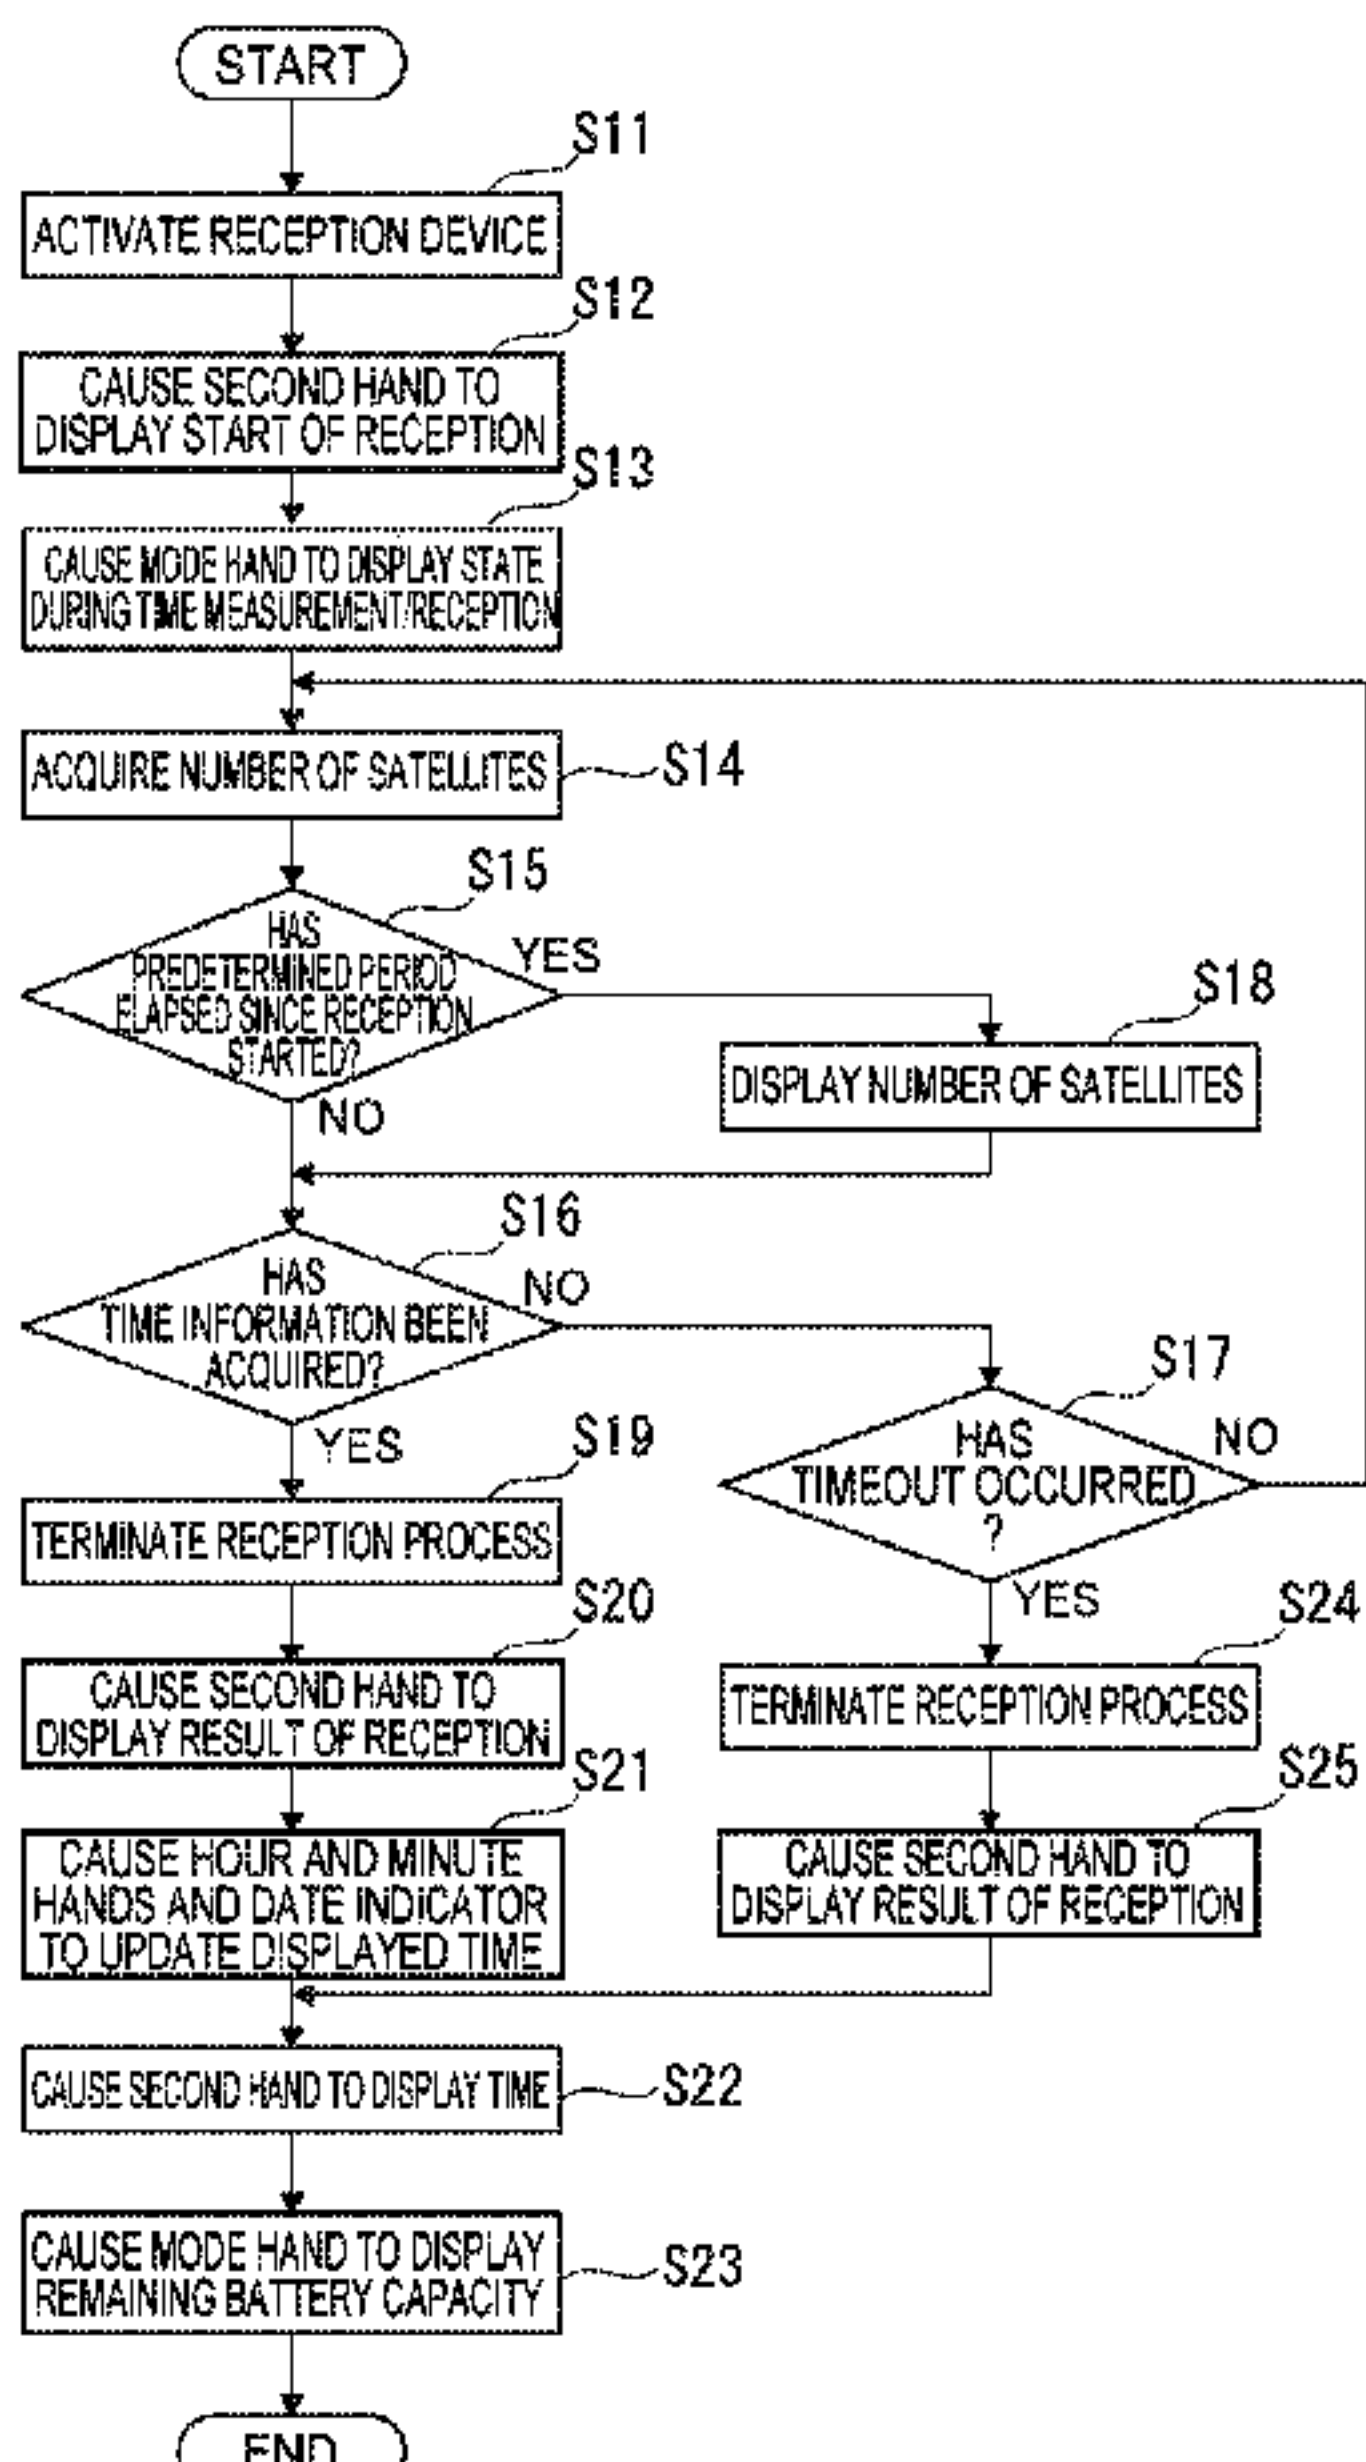 START
S11
ACTIVATE RECEPTION DEVICE
S12
CAUSE SECOND HAND TO
DISPLAY START OF RECEPTION
S13
CAUSE MODE HAND TO DISPLAY STATE
DURING TIME MEASUREMENT/RECEPTION
ACQUIRE NUMBER OF SATELLITES
S14
S15
HAS
PREDETERMINED PERIOD
ELAPSED SINCE RECEPTION
STARTED?
YES
NO
S18
DISPLAY NUMBER OF SATELLITES
S16
HAS
TIME INFORMATION BEEN
ACQUIRED?
NO
YES
S17
HAS
TIMEOUT OCCURRED
?
NO
YES
S19
TERMINATE RECEPTION PROCESS
S20
CAUSE SECOND HAND TO
DISPLAY RESULT OF RECEPTION
S21
CAUSE HOUR AND MINUTE
HANDS AND DATE INDICATOR
TO UPDATE DISPLAYED TIME
S24
TERMINATE RECEPTION PROCESS
S25
CAUSE SECOND HAND TO
DISPLAY RESULT OF RECEPTION
CAUSE SECOND HAND TO DISPLAY TIME
S22
CAUSE MODE HAND TO DISPLAY
REMAINING BATTERY CAPACITY
S23
END